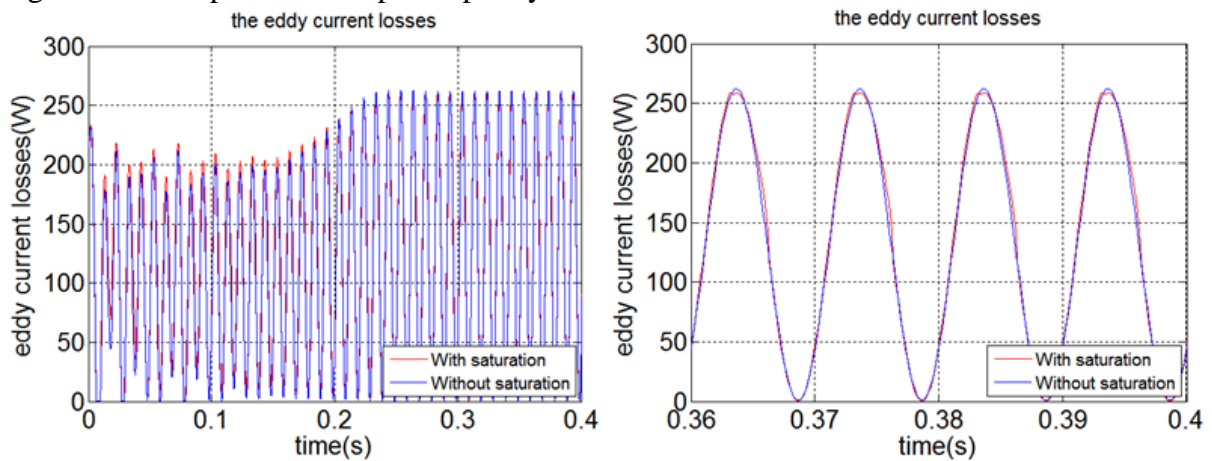 the eddy current losses
300
250
200
150
100
50
0
eddy current losses(W)
With saturation
Without saturation
0 0.1 0.2 0.3 0.4
time(s)
the eddy current losses
300
250
200
150
100
50
0
eddy current losses(W)
With saturation
Without saturation
0.36 0.37 0.38 0.39 0.4
time(s)